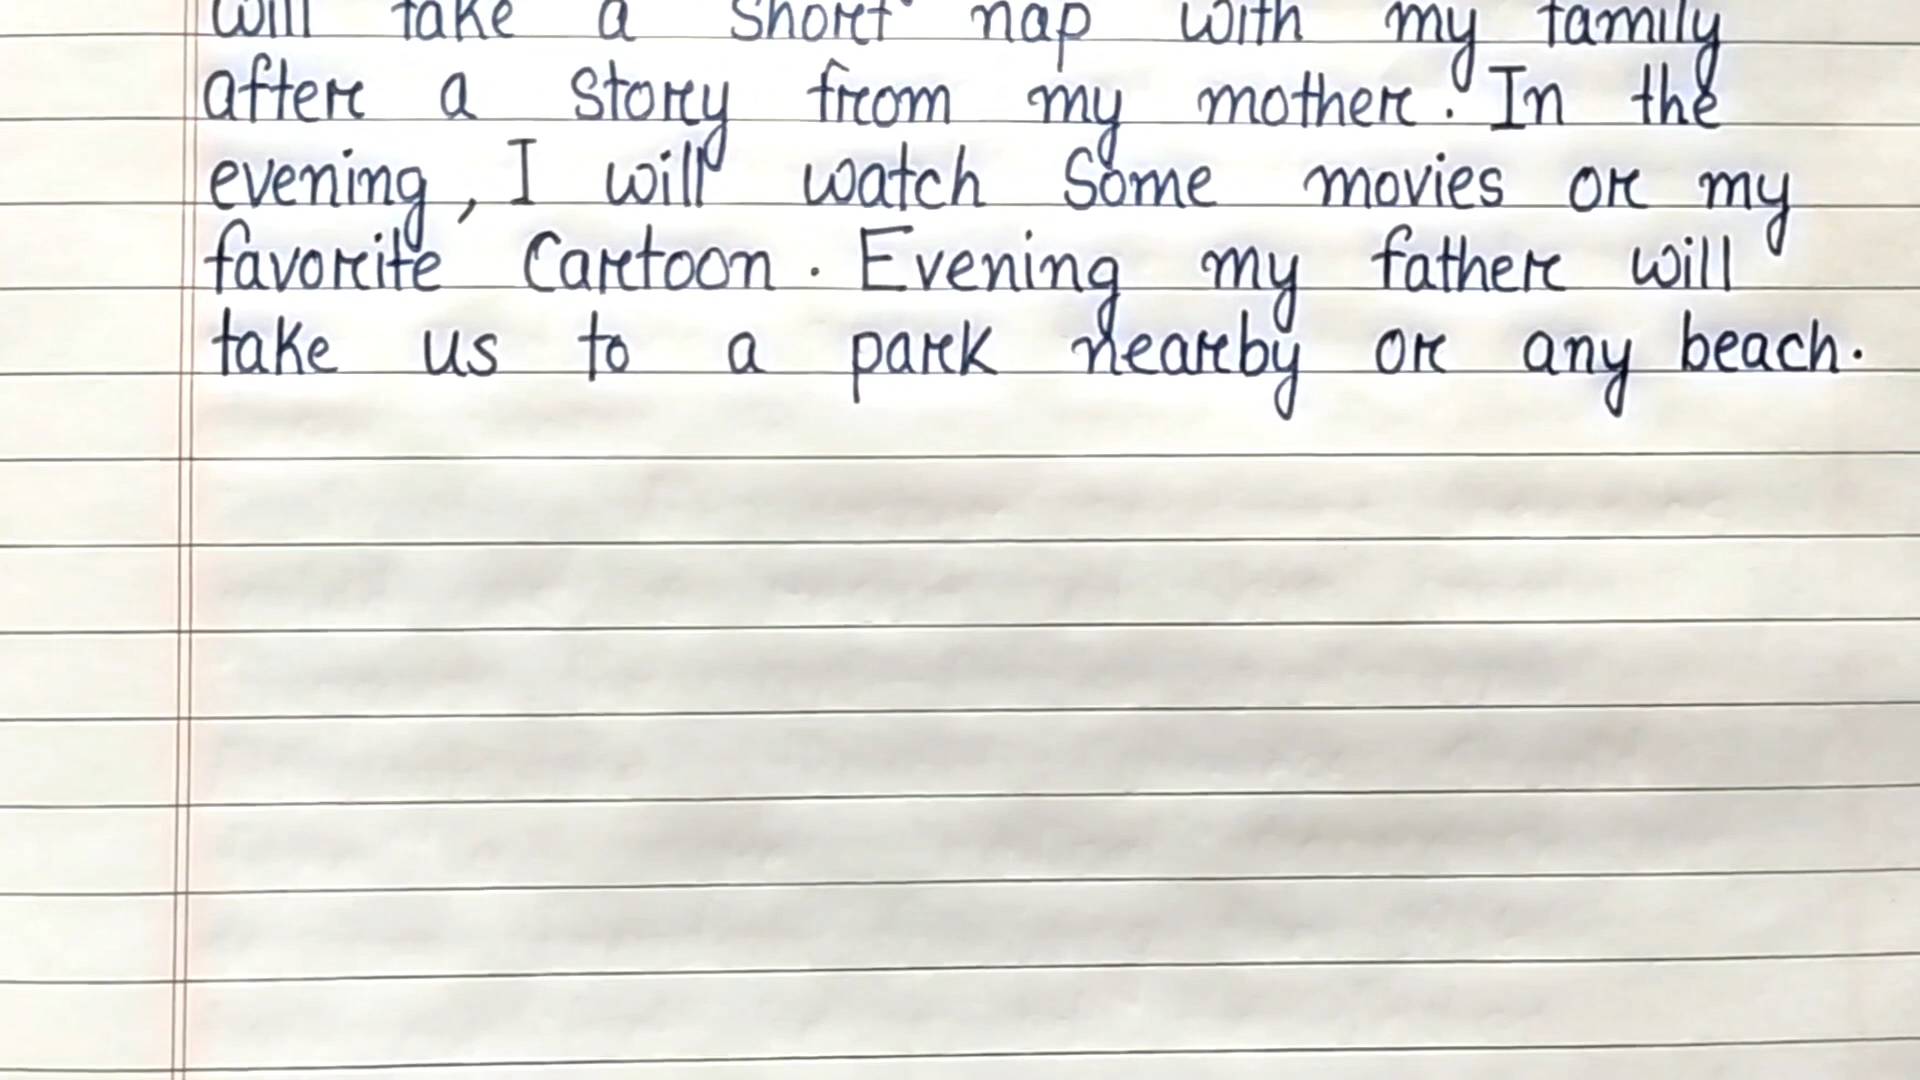 will take a short nap with my family
after a story from my mother. In the
evening, I will watch Some movies or my
favorite Cartoon. Evening my father will
take us to a park nearby or any beach.